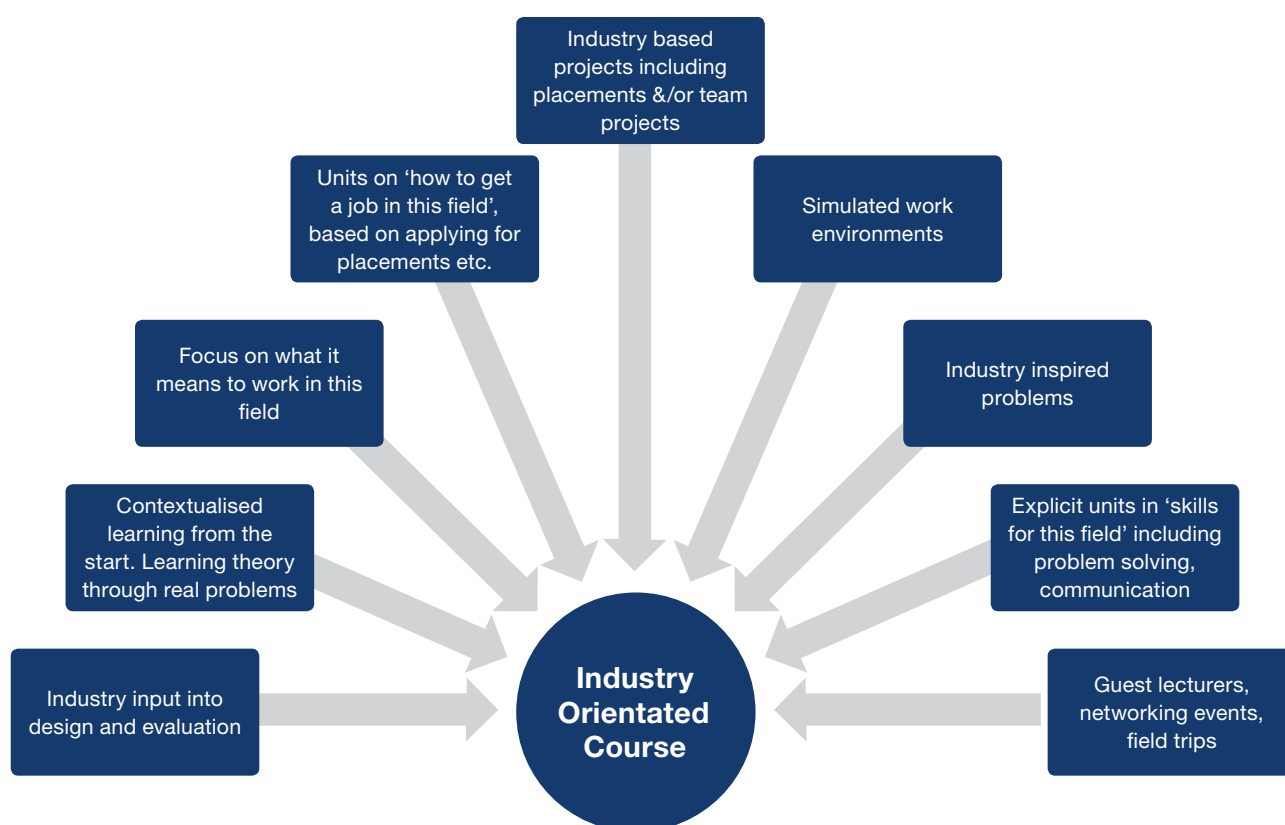 Industry based
projects including
placements &/or team
projects
Units on ‘how to get
a job in this field’,
based on applying for
placements etc.
Simulated work
environments
Focus on what it
means to work in this
field
Industry inspired
problems
Contextualised
learning from the
start. Learning theory
through real problems
Explicit units in ‘skills
for this field’ including
problem solving,
communication
Industry input into
design and evaluation
Industry
Orientated
Course
Guest lecturers,
networking events,
field trips